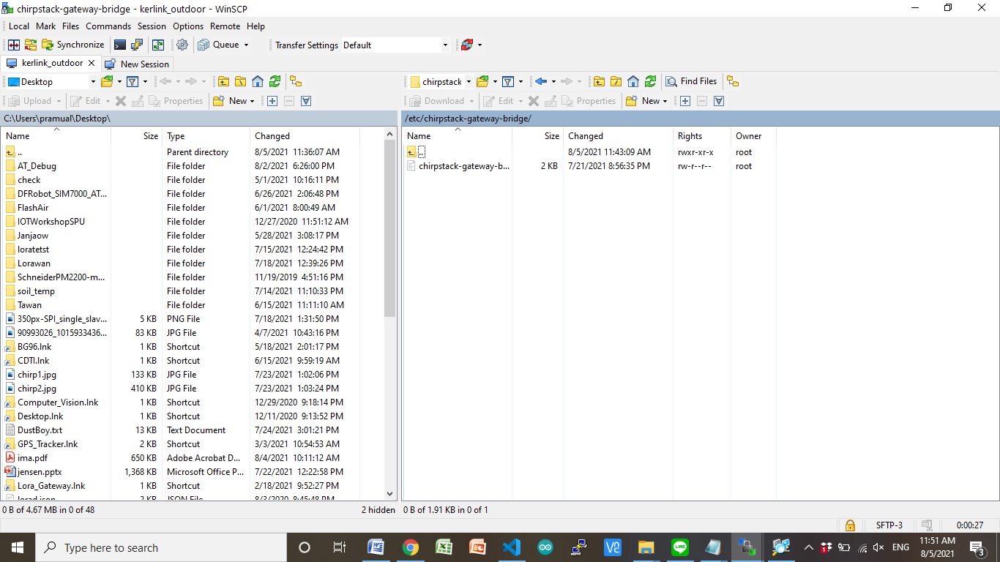 chirpstack-gateway-bridge - kerlink_outdoor - WinSCP
Local Mark Files Commands Session Options Remote Help
Synchronize Queue Transfer Settings Default
kerlink_outdoor New Session
Desktop chirpstack Find Files
Upload Edit Properties New Download Edit Properties New
C:\Users\pramual\Desktop\ /etc/chirpstack-gateway-bridge/
Name Size Type Changed Name Size Changed Rights Owner
.. Parent directory 8/5/2021 11:36:07 AM .. 8/5/2021 11:43:09 AM rwxr-xr-x root
AT_Debug File folder 8/2/2021 6:26:00 PM chirpstack-gateway-b... 2 KB 7/21/2021 8:56:35 PM rw-r--r-- root
check File folder 5/1/2021 10:16:11 PM
DFRobot_SIM7000_AT... File folder 6/26/2021 2:06:48 PM
FlashAir File folder 6/1/2021 8:00:49 AM
IOTWorkshopSPU File folder 12/27/2020 11:51:12 AM
Janjaow File folder 5/28/2021 3:08:17 PM
loratetst File folder 7/15/2021 12:24:42 PM
Lorawan File folder 7/18/2021 12:39:26 PM
SchneiderPM2200-m... File folder 11/19/2019 4:51:16 PM
soil_temp File folder 7/14/2021 11:10:33 PM
Tawan File folder 6/15/2021 11:11:10 AM
350px-SPI_single_slav... 5 KB PNG File 7/18/2021 1:31:50 PM
90993026_1015933436... 83 KB JPG File 4/7/2021 10:43:16 PM
BG96.lnk 1 KB Shortcut 5/18/2021 2:01:17 PM
CDTI.lnk 1 KB Shortcut 6/15/2021 9:59:19 AM
chirp1.jpg 133 KB JPG File 7/23/2021 1:02:06 PM
chirp2.jpg 410 KB JPG File 7/23/2021 1:03:24 PM
Computer_Vision.lnk 1 KB Shortcut 12/29/2020 9:18:14 PM
Desktop.lnk 1 KB Shortcut 12/11/2020 9:13:52 PM
DustBoy.txt 13 KB Text Document 7/24/2021 3:01:21 PM
GPS_Tracker.lnk 2 KB Shortcut 3/3/2021 10:54:53 AM
ima.pdf 650 KB Adobe Acrobat D... 8/4/2021 10:11:12 AM
jensen.pptx 1,368 KB Microsoft Office P... 7/22/2021 12:22:58 PM
Lora_Gateway.lnk 1 KB Shortcut 2/18/2021 9:52:27 PM
lorad.json 2 KB JSON File 8/3/2020 8:45:48 PM
0 B of 4.67 MB in 0 of 48 2 hidden 0 B of 1.91 KB in 0 of 1
SFTP-3 0:00:27
Type here to search ENG 11:51 AM
8/5/2021 3